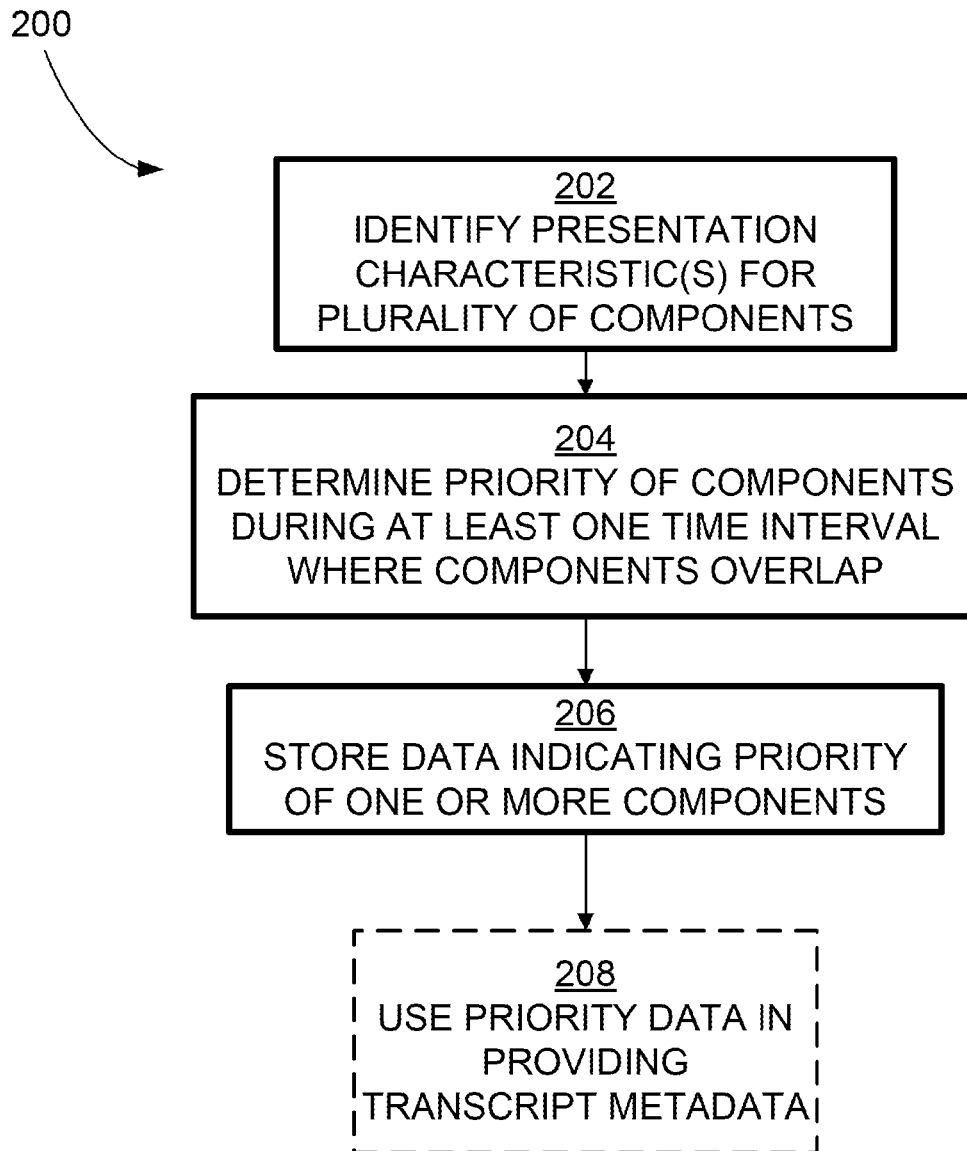 200
202
IDENTIFY PRESENTATION
CHARACTERISTIC(S) FOR
PLURALITY OF COMPONENTS
204
DETERMINE PRIORITY OF COMPONENTS
DURING AT LEAST ONE TIME INTERVAL
WHERE COMPONENTS OVERLAP
206
STORE DATA INDICATING PRIORITY
OF ONE OR MORE COMPONENTS
208
USE PRIORITY DATA IN
PROVIDING
TRANSCRIPT METADATA